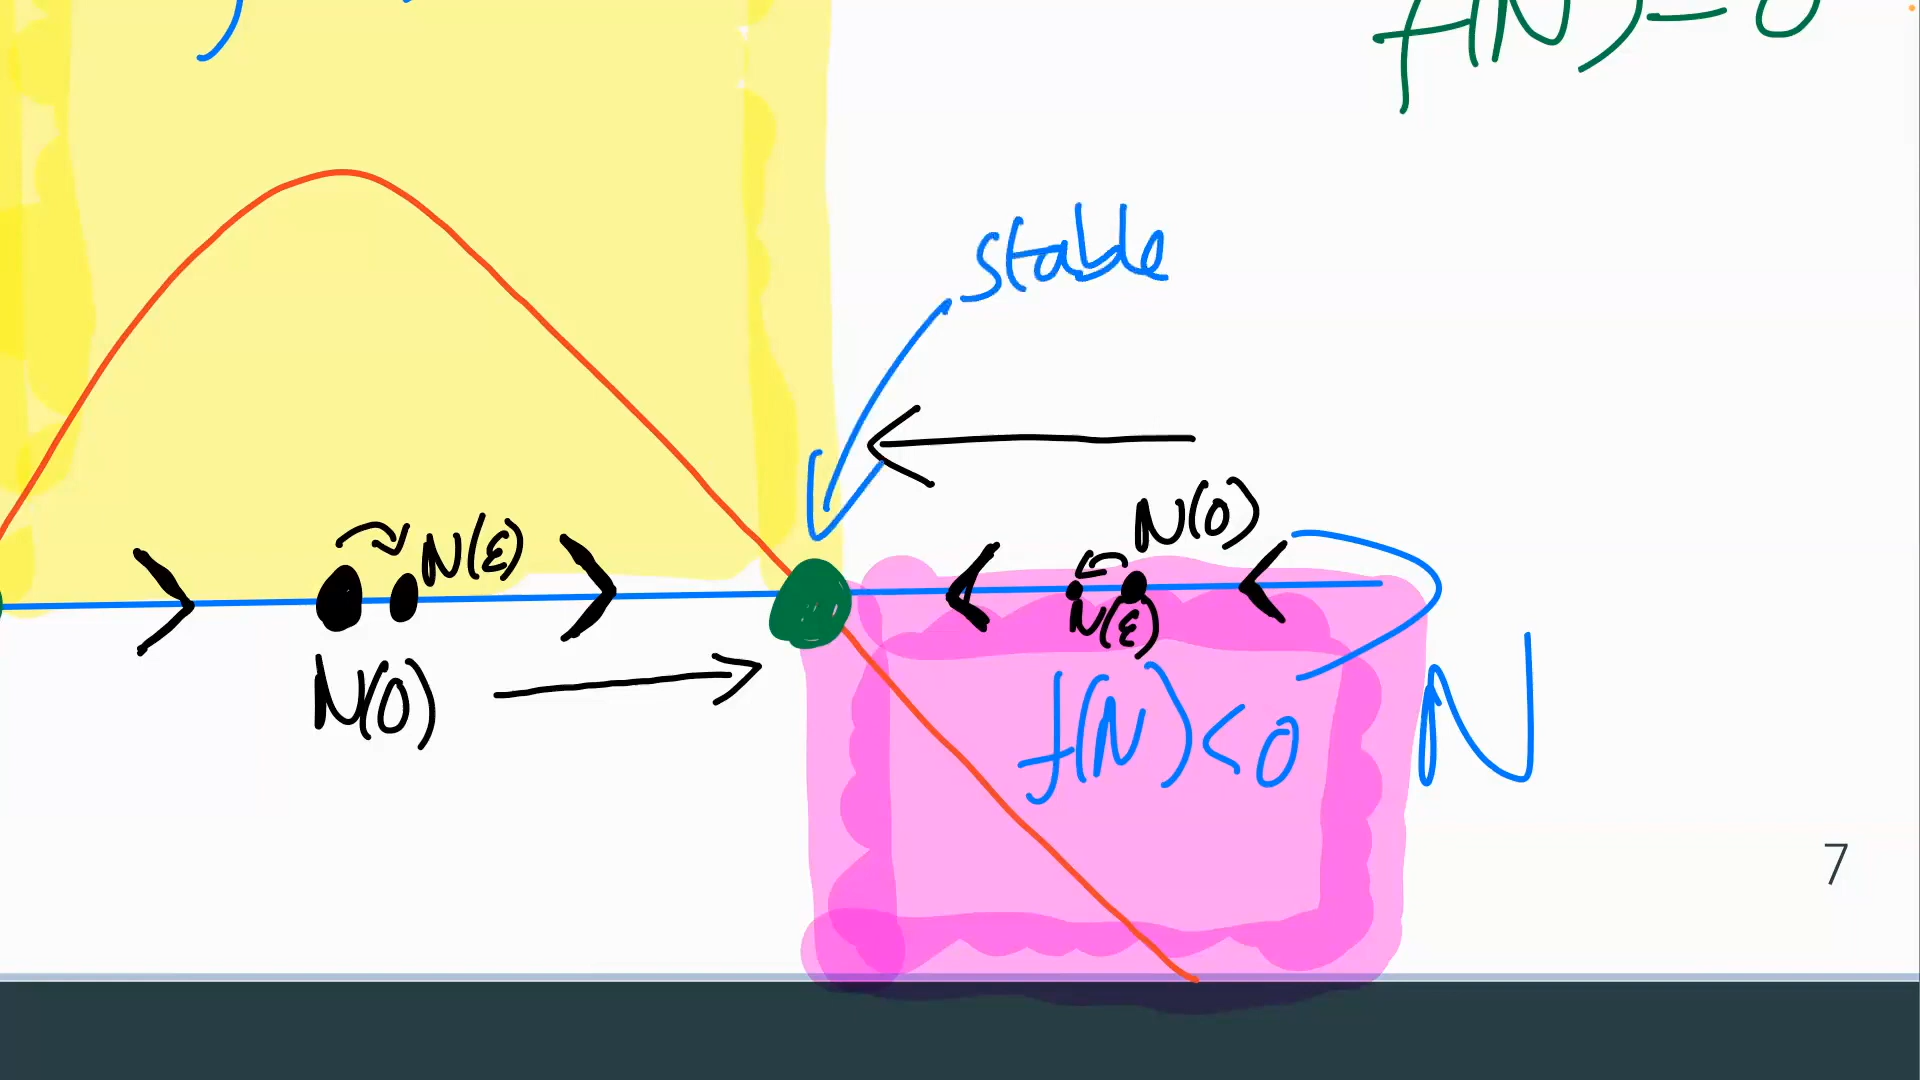 f(N)=0
stable
N(0)
N(ε)
N(ε)
N(0)
f(N)<0
N
7